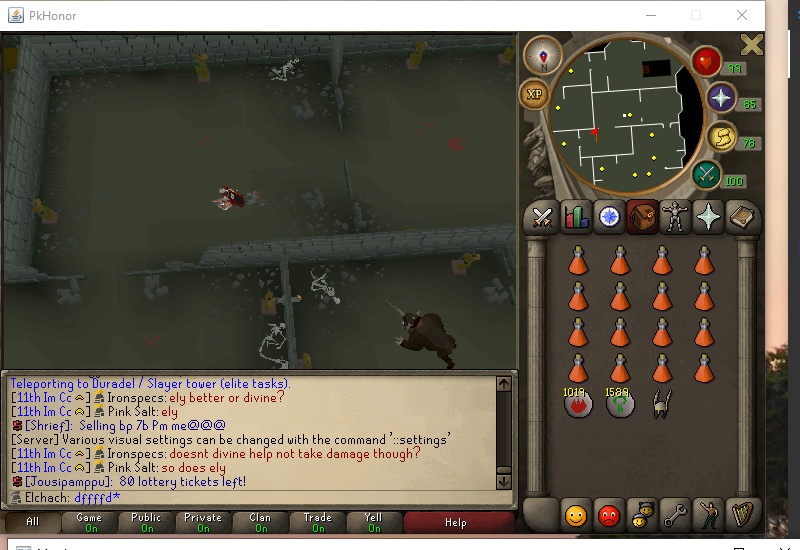 PkHonor
N
XP
99
85
78
100
1019
1589
Teleporting to Duradel / Slayer tower (elite tasks).
[11th Im Cc] Ironspecs: ely better or divine?
[11th Im Cc] Pink Salt: ely
[Shrief]: Selling bp 7b Pm me@@@
[Server] Various visual settings can be changed with the command '::settings'
[11th Im Cc] Ironspecs: doesnt divine help not take damage though?
[11th Im Cc] Pink Salt: so does ely
[Jousipamppu]: 80 lottery tickets left!
Elchach: dffffd*
All
Game On
Public On
Private On
Clan On
Trade On
Yell On
Help